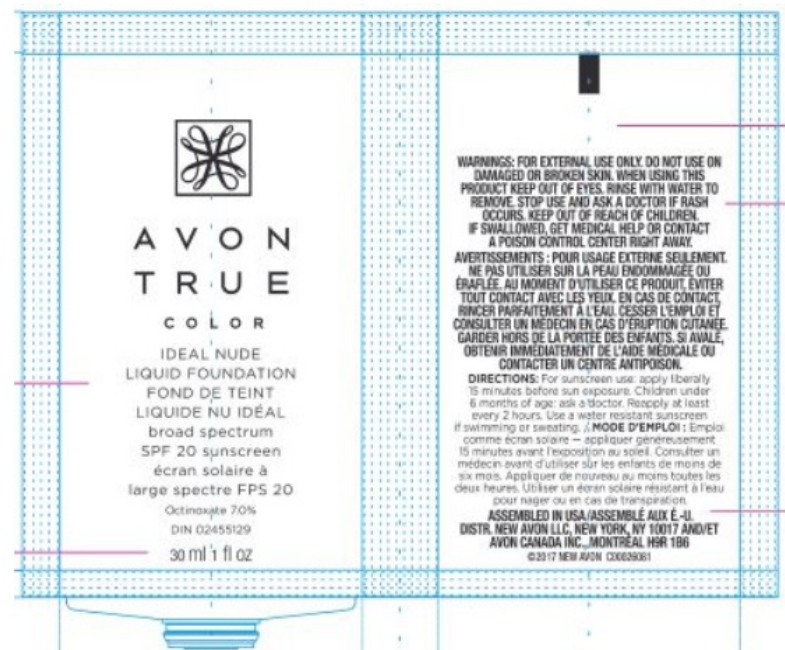 AVON
TRUE
COLOR
IDEAL NUDE
LIQUID FOUNDATION
FOND DE TEINT
LIQUIDE NU IDÉAL
broad spectrum
SPF 20 sunscreen
écran solaire à
large spectre FPS 20
Octinoxate 7.0%
DIN 02455129
30 ml 1 fl oz
WARNINGS: FOR EXTERNAL USE ONLY. DO NOT USE ON
DAMAGED OR BROKEN SKIN. WHEN USING THIS
PRODUCT KEEP OUT OF EYES. RINSE WITH WATER TO
REMOVE. STOP USE AND ASK A DOCTOR IF RASH
OCCURS. KEEP OUT OF REACH OF CHILDREN.
IF SWALLOWED, GET MEDICAL HELP OR CONTACT
A POISON CONTROL CENTER RIGHT AWAY.
AVERTISSEMENTS : POUR USAGE EXTERNE SEULEMENT.
NE PAS UTILISER SUR LA PEAU ENDOMMAGÉE OU
ÉRAFLÉE. AU MOMENT D'UTILISER CE PRODUIT, ÉVITER
TOUT CONTACT AVEC LES YEUX. EN CAS DE CONTACT,
RINCER PARFAITEMENT À L'EAU. CESSER L'EMPLOI ET
CONSULTER UN MÉDECIN EN CAS D'ÉRUPTION CUTANÉE.
GARDER HORS DE LA PORTÉE DES ENFANTS. SI AVALÉ,
OBTENIR IMMÉDIATEMENT DE L'AIDE MÉDICALE OU
CONTACTER UN CENTRE ANTIPOISON.
DIRECTIONS: For sunscreen use: apply liberally
15 minutes before sun exposure. Children under
6 months of age: ask a doctor. Reapply at least
every 2 hours. Use a water resistant sunscreen
if swimming or sweating. / MODE D'EMPLOI : Emploi
comme écran solaire – appliquer généreusement
15 minutes avant l'exposition au soleil. Consulter un
médecin avant d'utiliser sur les enfants de moins de
six mois. Appliquer de nouveau au moins toutes les
deux heures. Utiliser un écran solaire résistant à l'eau
pour nager ou en cas de transpiration.
ASSEMBLED IN USA/ASSEMBLÉ AUX É.-U.
DISTR. NEW AVON LLC, NEW YORK, NY 10017 AND/ET
AVON CANADA INC., MONTRÉAL H9R 1B6
©2017 NEW AVON